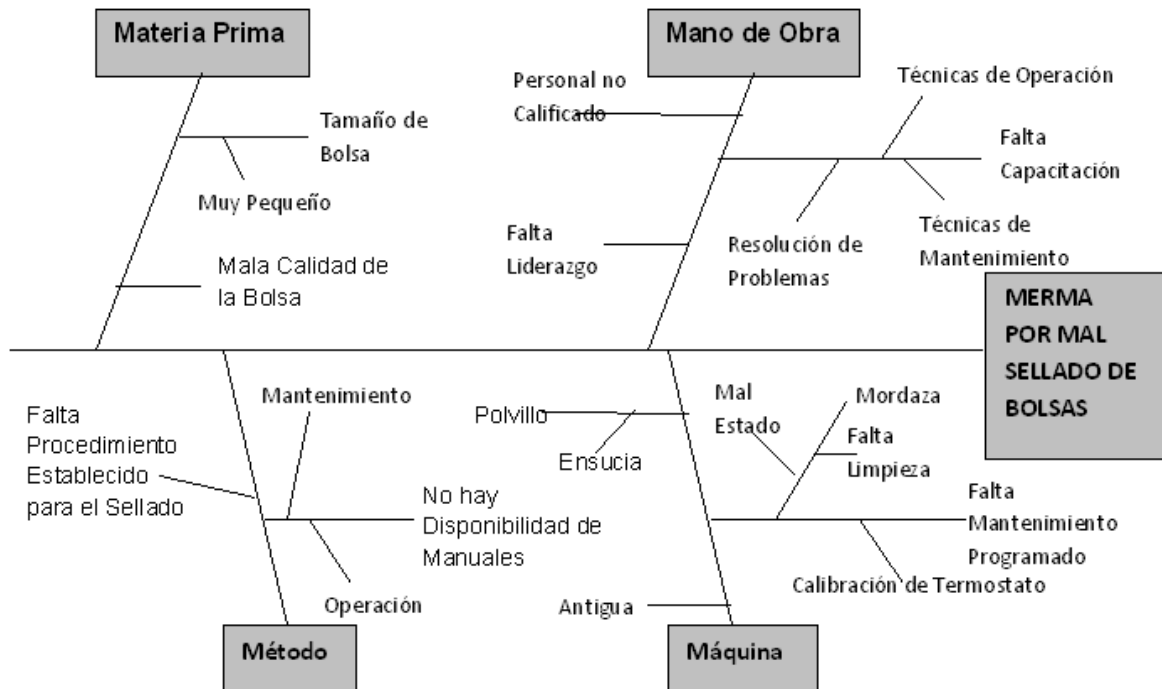 Materia Prima
Mano de Obra
Tamaño de
Bolsa
Muy Pequeño
Mala Calidad de
la Bolsa
Personal no
Calificado
Técnicas de Operación
Falta
Capacitación
Falta
Liderazgo
Resolución de
Problemas
Técnicas de
Mantenimiento
MERMA
POR MAL
SELLADO DE
BOLSAS
Falta
Procedimiento
Establecido
para el Sellado
Mantenimiento
No hay
Disponibilidad de
Manuales
Operación
Polvillo
Ensucia
Mal
Estado
Mordaza
Falta
Limpieza
Falta
Mantenimiento
Programado
Calibración de Termostato
Antigua
Método
Máquina